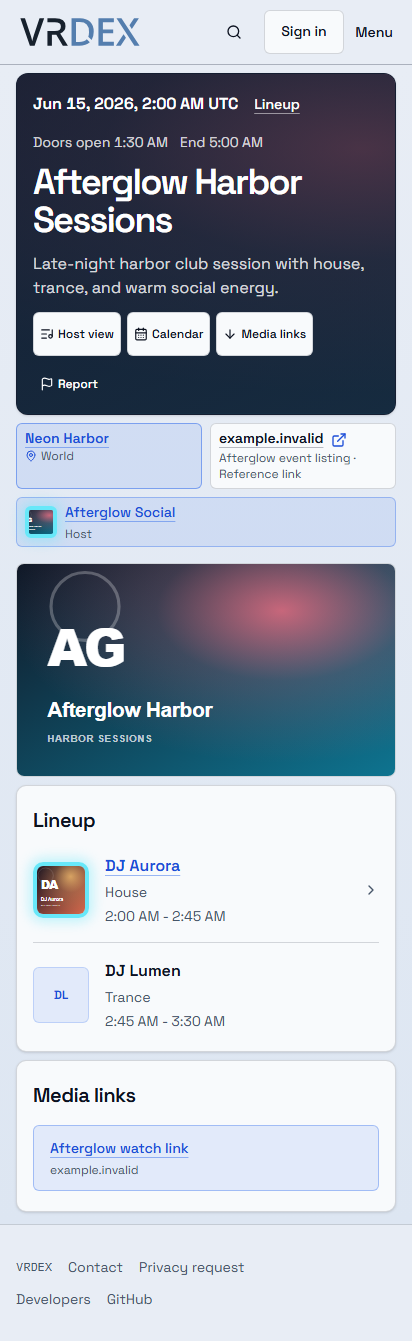 VRDEX
Sign in
Menu
Jun 15, 2026, 2:00 AM UTC
Lineup
Doors open 1:30 AM End 5:00 AM
Afterglow Harbor
Sessions
Late-night harbor club session with house,
trance, and warm social energy.
Host view
Calendar
Media links
Report
Neon Harbor
World
example.invalid
Afterglow event listing ·
Reference link
Afterglow Social
Host
AG
Afterglow Harbor
HARBOR SESSIONS
Lineup
DA
DJ Aurora
DJ Aurora
House
2:00 AM - 2:45 AM
DL
DJ Lumen
Trance
2:45 AM - 3:30 AM
Media links
Afterglow watch link
example.invalid
VRDEX Contact Privacy request
Developers GitHub